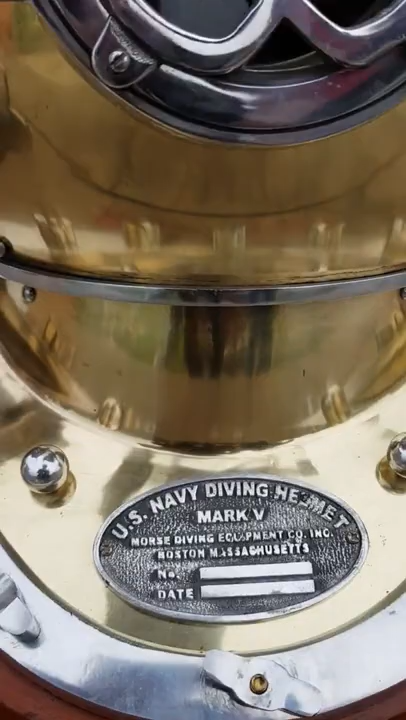 U.S. NAVY DIVING HELMET
MARK V
MORSE DIVING EQUIPMENT CO. INC.
BOSTON MASSACHUSETTS
No.
DATE